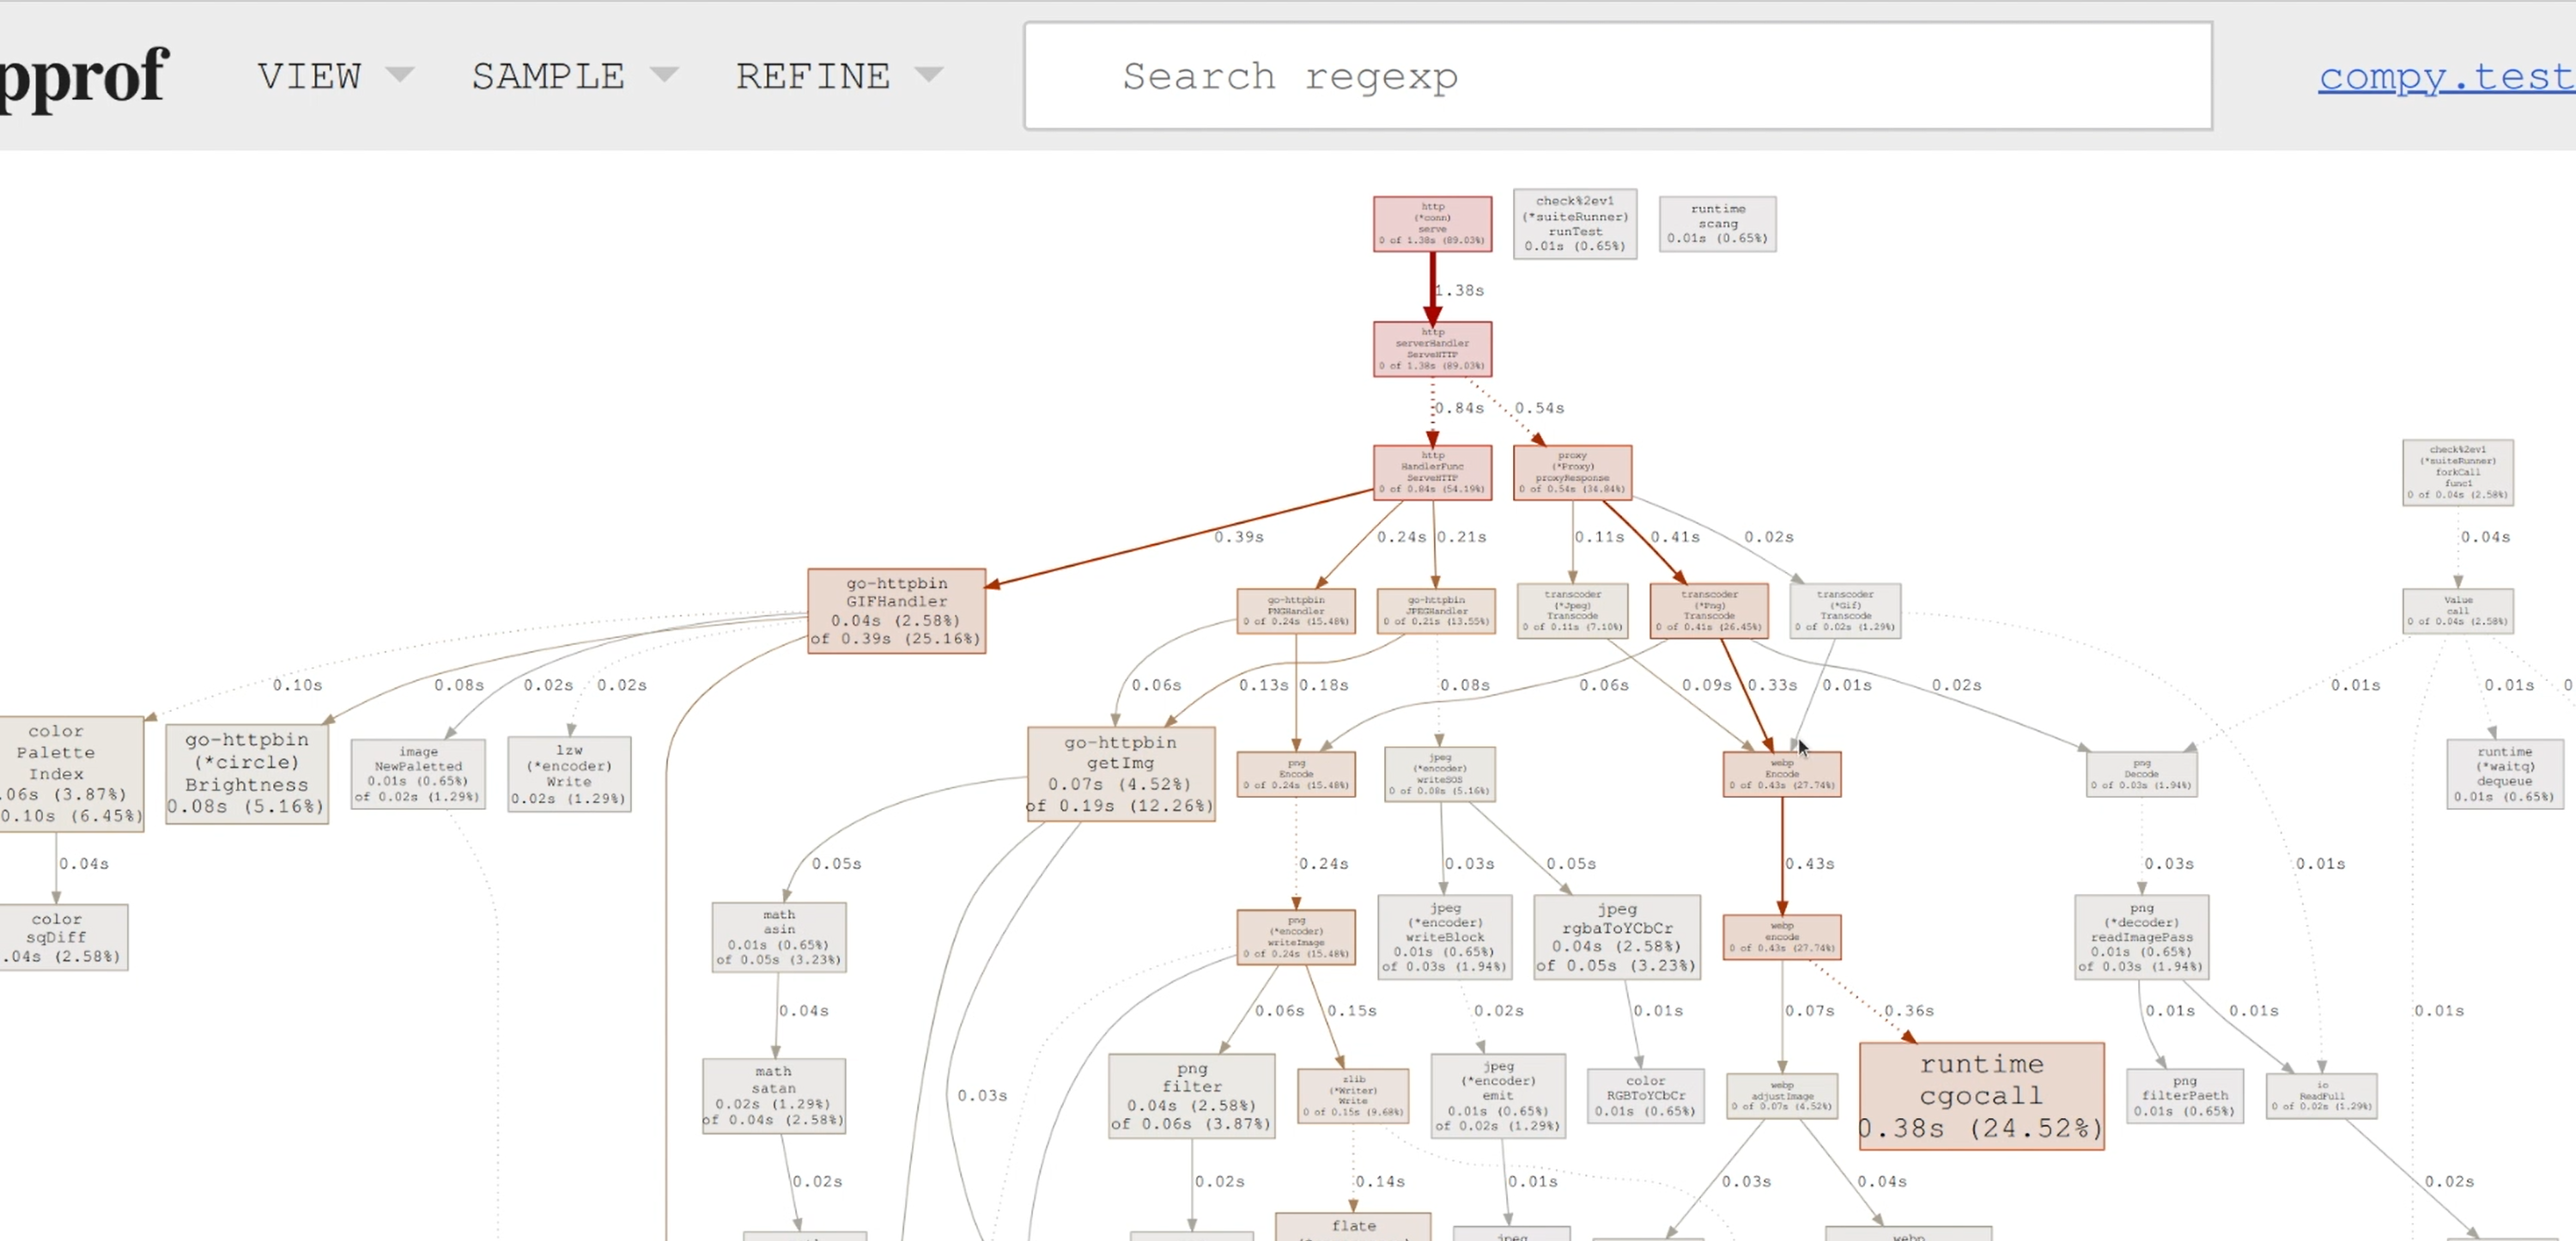 pprof
VIEW
SAMPLE
REFINE
Search regexp
compy.test
http
(*conn)
serve
0 of 1.38s (89.03%)
check%2ev1
(*suiteRunner)
runTest
0.01s (0.65%)
runtime
scang
0.01s (0.65%)
1.38s
http
serverHandler
ServeHTTP
0 of 1.38s (89.03%)
0.84s
0.54s
http
HandlerFunc
ServeHTTP
0 of 0.84s (54.19%)
proxy
(*Proxy)
proxyResponse
0 of 0.54s (34.84%)
check%2ev1
(*suiteRunner)
forkCall
func1
0 of 0.04s (2.58%)
0.39s
0.24s
0.21s
0.11s
0.41s
0.02s
0.04s
go-httpbin
GIFHandler
0.04s (2.58%)
of 0.39s (25.16%)
go-httpbin
PNGHandler
0 of 0.24s (15.48%)
go-httpbin
JPEGHandler
0 of 0.21s (13.55%)
transcoder
(*Jpeg)
Transcode
0 of 0.11s (7.10%)
transcoder
(*Png)
Transcode
0 of 0.41s (26.45%)
transcoder
(*Gif)
Transcode
0 of 0.02s (1.29%)
Value
call
0 of 0.04s (2.58%)
0.10s
0.08s
0.02s
0.02s
0.06s
0.13s
0.18s
0.08s
0.06s
0.09s
0.33s
0.01s
0.02s
0.01s
0.01s
0
color
Palette
Index
.06s (3.87%)
0.10s (6.45%)
go-httpbin
(*circle)
Brightness
0.08s (5.16%)
image
NewPaletted
0.01s (0.65%)
of 0.02s (1.29%)
lzw
(*encoder)
Write
0.02s (1.29%)
go-httpbin
getImg
0.07s (4.52%)
of 0.19s (12.26%)
png
Encode
0 of 0.24s (15.48%)
jpeg
(*encoder)
writeSOS
0 of 0.08s (5.16%)
webp
Encode
0 of 0.43s (27.74%)
png
Decode
0 of 0.03s (1.94%)
runtime
(*waitq)
dequeue
0.01s (0.65%)
0.04s
0.05s
0.24s
0.03s
0.05s
0.43s
0.03s
0.01s
color
sqDiff
.04s (2.58%)
math
asin
0.01s (0.65%)
of 0.05s (3.23%)
png
(*encoder)
writeImage
0 of 0.24s (15.48%)
jpeg
(*encoder)
writeBlock
0.01s (0.65%)
of 0.03s (1.94%)
jpeg
rgbaToYCbCr
0.04s (2.58%)
of 0.05s (3.23%)
webp
encode
0 of 0.43s (27.74%)
png
(*decoder)
readImagePass
0.01s (0.65%)
of 0.03s (1.94%)
0.04s
0.06s
0.15s
0.02s
0.01s
0.07s
0.36s
0.01s
0.01s
0.01s
math
satan
0.02s (1.29%)
of 0.04s (2.58%)
0.03s
png
filter
0.04s (2.58%)
of 0.06s (3.87%)
zlib
(*Writer)
Write
0 of 0.15s (9.68%)
jpeg
(*encoder)
emit
0.01s (0.65%)
of 0.02s (1.29%)
color
RGBToYCbCr
0.01s (0.65%)
webp
adjustImage
0 of 0.07s (4.52%)
runtime
cgocall
0.38s (24.52%)
png
filterPaeth
0.01s (0.65%)
io
ReadFull
0 of 0.02s (1.29%)
0.02s
0.02s
0.14s
0.01s
0.03s
0.04s
0.02s
flate
jpeg
webp